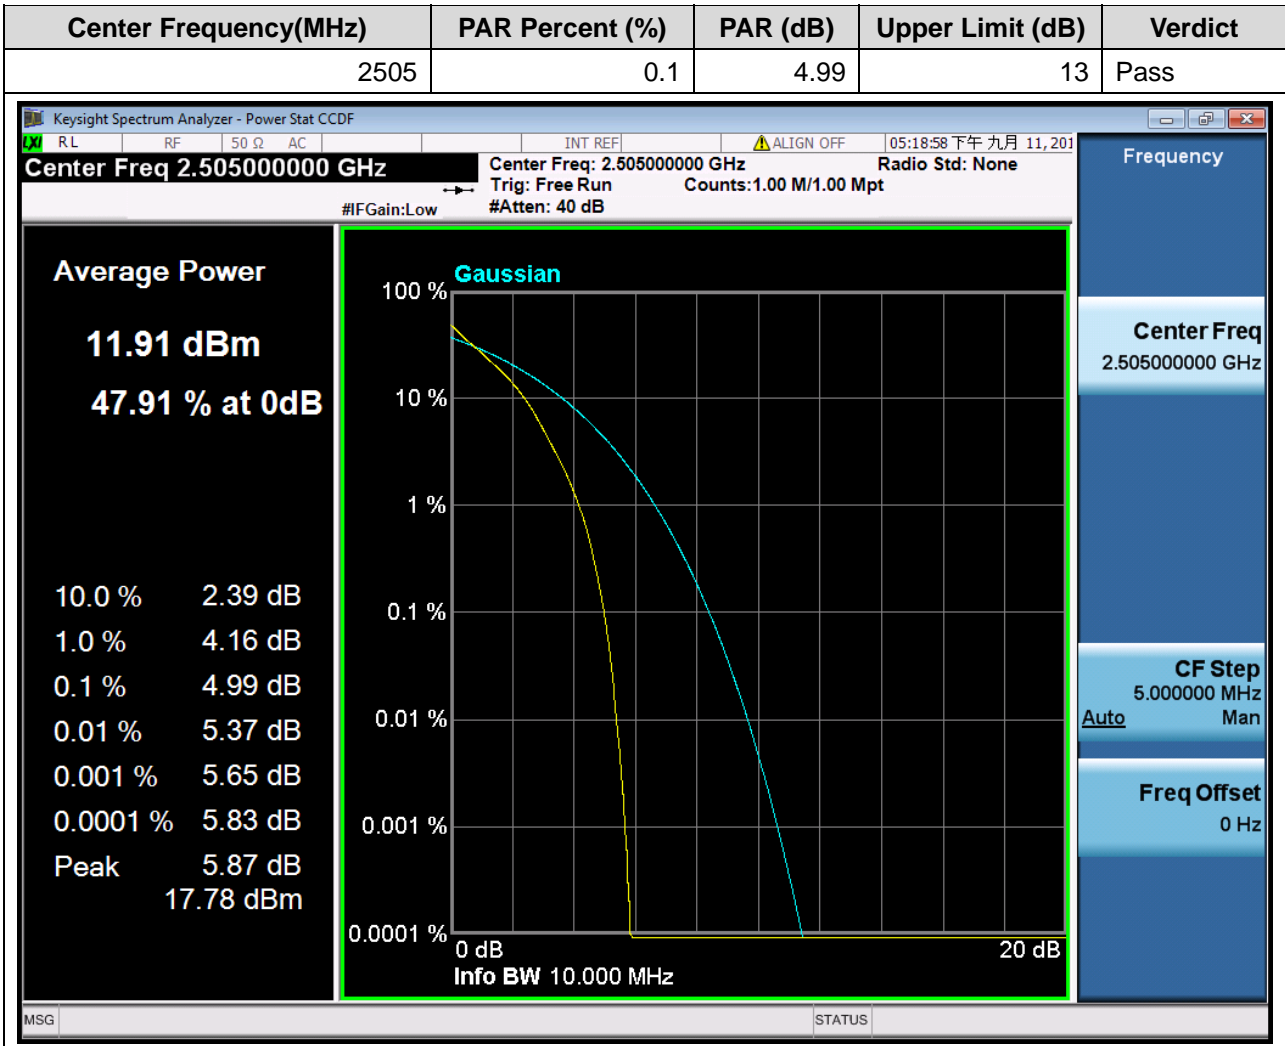 Center Frequency(MHz) PAR Percent (%) PAR (dB) Upper Limit (dB) Verdict
2505 0.1 4.99 13 Pass
Keysight Spectrum Analyzer - Power Stat CCDF
LXI RL RF 50 Ω AC INT REF ALIGN OFF 05:18:58 下午 九月 11, 201
Center Freq 2.505000000 GHz
#IFGain:Low
Center Freq: 2.505000000 GHz Radio Std: None
Trig: Free Run Counts:1.00 M/1.00 Mpt
#Atten: 40 dB
Average Power
11.91 dBm
47.91 % at 0dB
10.0 % 2.39 dB
1.0 % 4.16 dB
0.1 % 4.99 dB
0.01 % 5.37 dB
0.001 % 5.65 dB
0.0001 % 5.83 dB
Peak 5.87 dB
17.78 dBm
Gaussian
100 %
10 %
1 %
0.1 %
0.01 %
0.001 %
0.0001 %
0 dB 20 dB
Info BW 10.000 MHz
Frequency
Center Freq
2.505000000 GHz
CF Step
5.000000 MHz
Auto Man
Freq Offset
0 Hz
MSG STATUS